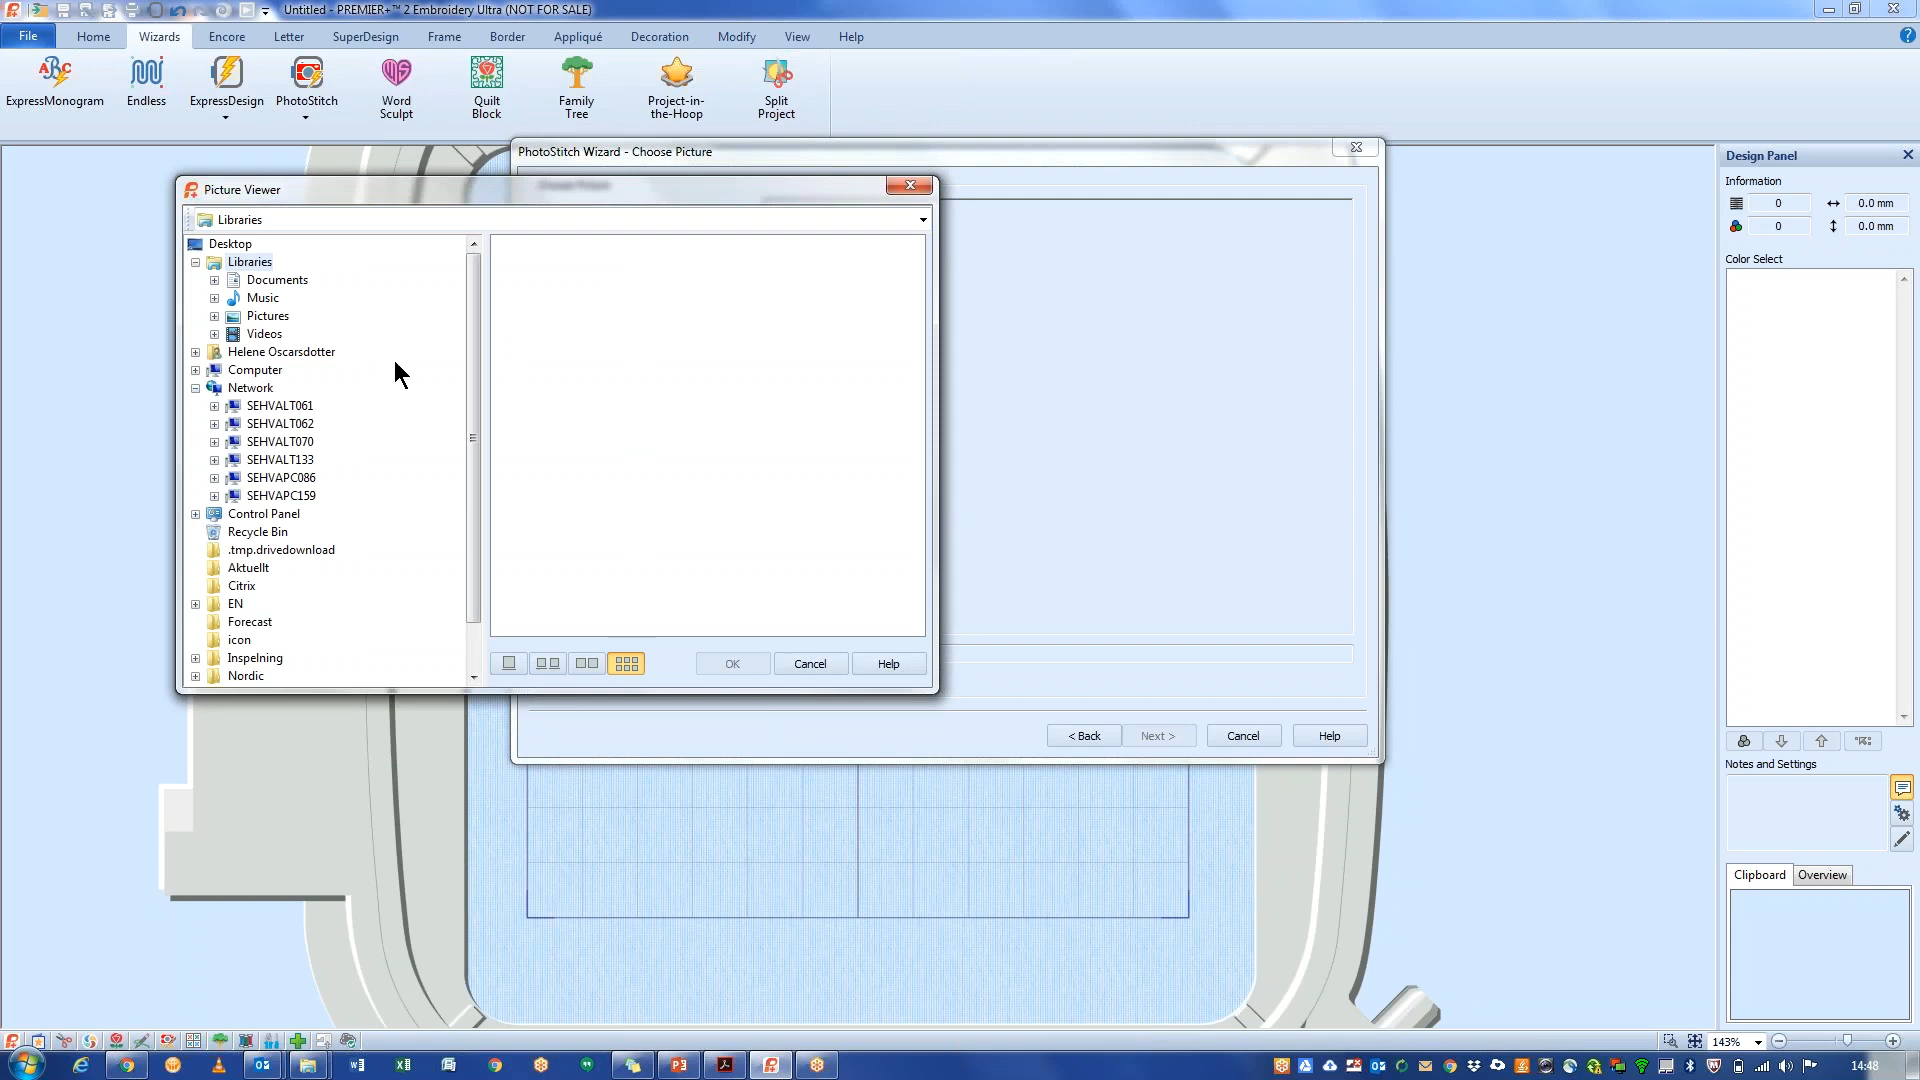 Untitled - PREMIER+™ 2 Embroidery Ultra (NOT FOR SALE)
File Home Wizards Encore Letter SuperDesign Frame Border Appliqué Decoration Modify View Help
ExpressMonogram
Endless
ExpressDesign
PhotoStitch
Word
Sculpt
Quilt
Block
Family
Tree
Project-in-
the-Hoop
Split
Project
PhotoStitch Wizard - Choose Picture
Picture Viewer
Libraries
Desktop
Libraries
Documents
Music
Pictures
Videos
Helene Oscarsdotter
Computer
Network
SEHVALT061
SEHVALT062
SEHVALT070
SEHVALT133
SEHVAPC086
SEHVAPC159
Control Panel
Recycle Bin
.tmp.drivedownload
Aktuellt
Citrix
EN
Forecast
icon
Inspelning
Nordic
OK Cancel Help
< Back Next > Cancel Help
Design Panel
Information
0 0.0 mm
0 0.0 mm
Color Select
Notes and Settings
Clipboard Overview
143%
14:48